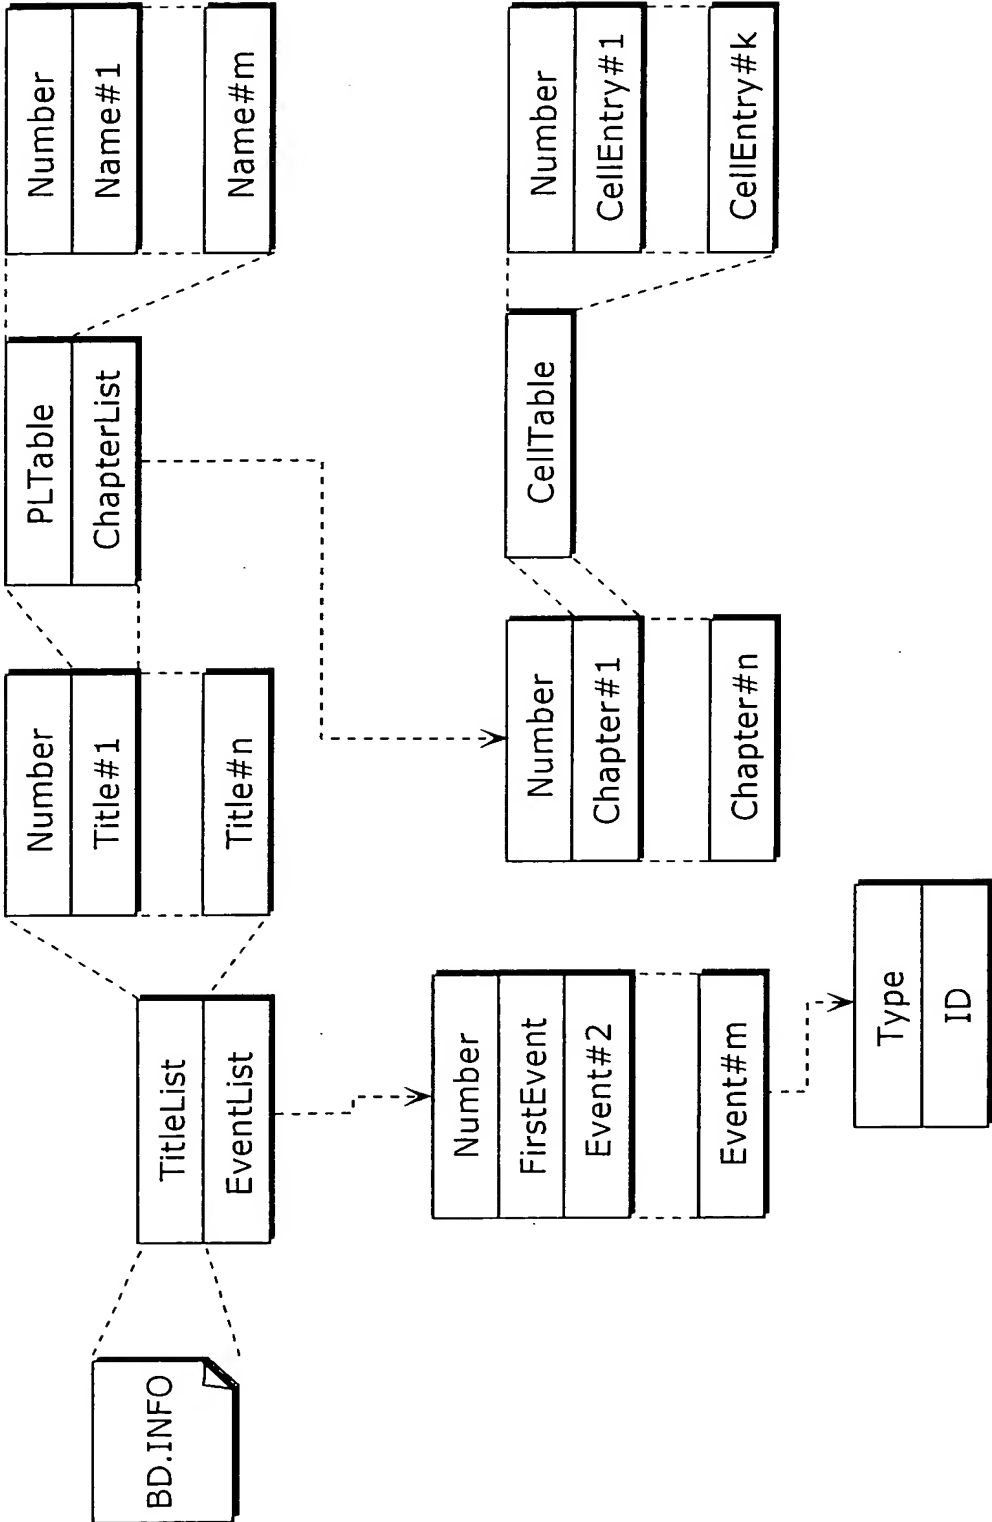 BD.INFO
TitleList
EventList
Number
Title#1
Title#n
PLTable
ChapterList
Number
Name#1
Name#m
Number
FirstEvent
Event#2
Event#m
Type
ID
Number
Chapter#1
Chapter#n
CellTable
Number
CellEntry#1
CellEntry#k